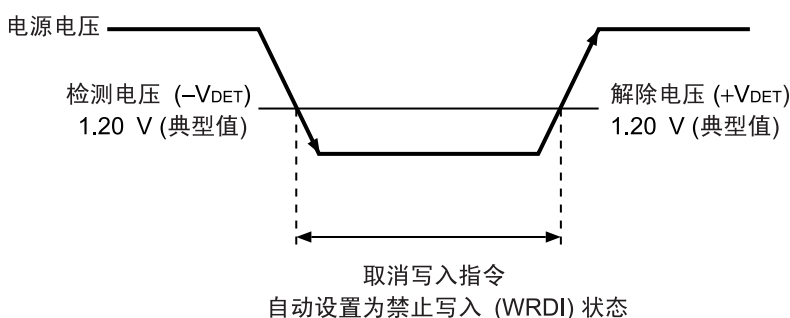 电源电压
检测电压 (–VDET)
1.20 V (典型值)
解除电压 (+VDET)
1.20 V (典型值)
取消写入指令
自动设置为禁止写入 (WRDI) 状态